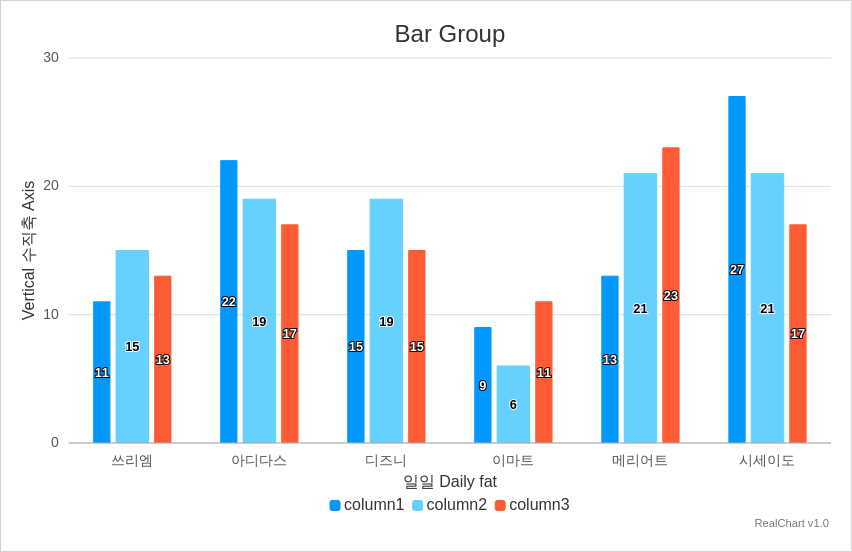 Bar Group
Vertical 수직축 Axis
30
20
10
0
11 15 13 22 19 17 15 19 15 9 6 11 13 21 23 27 21 17
쓰리엠 아디다스 디즈니 이마트 메리어트 시세이도
일일 Daily fat
column1 column2 column3
RealChart v1.0